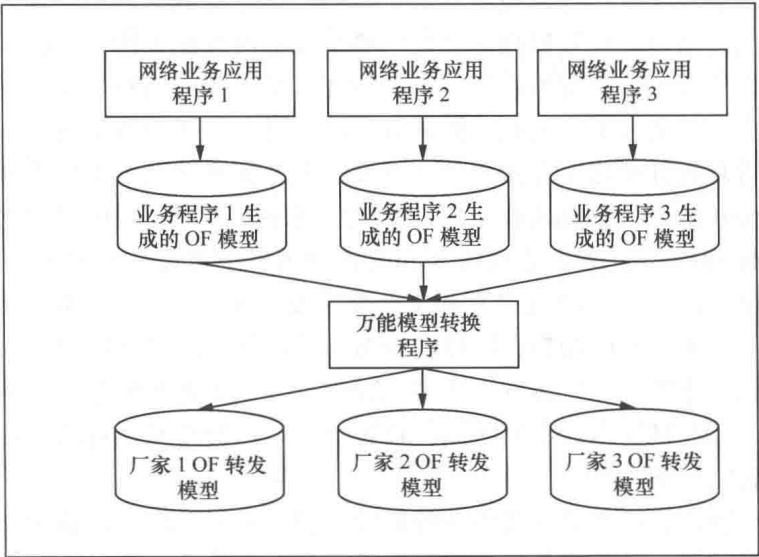 网络业务应用
程序 1
网络业务应用
程序 2
网络业务应用
程序 3
业务程序 1 生
成的 OF 模型
业务程序 2 生
成的 OF 模型
业务程序 3 生
成的 OF 模型
万能模型转换
程序
厂家 1 OF 转发
模型
厂家 2 OF 转发
模型
厂家 3 OF 转发
模型